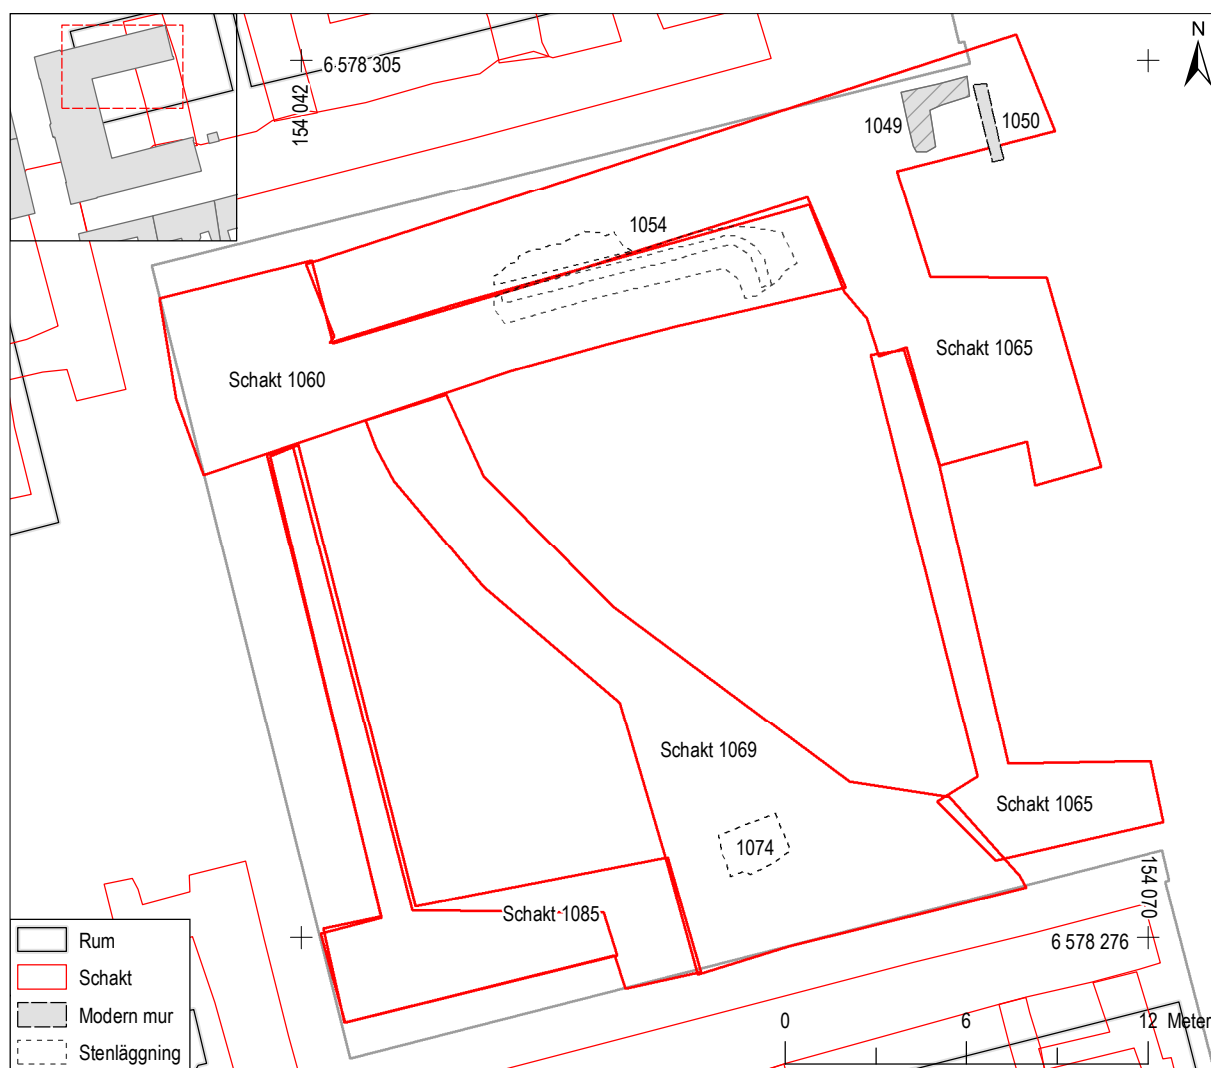 N
6 578 305
154 042
1049
1050
1054
Schakt 1065
Schakt 1060
Schakt 1069
Schakt 1065
1074
154 070
Schakt 1085
6 578 276
Rum
Schakt
Modern mur
Stenläggning
0 6 12 Meter